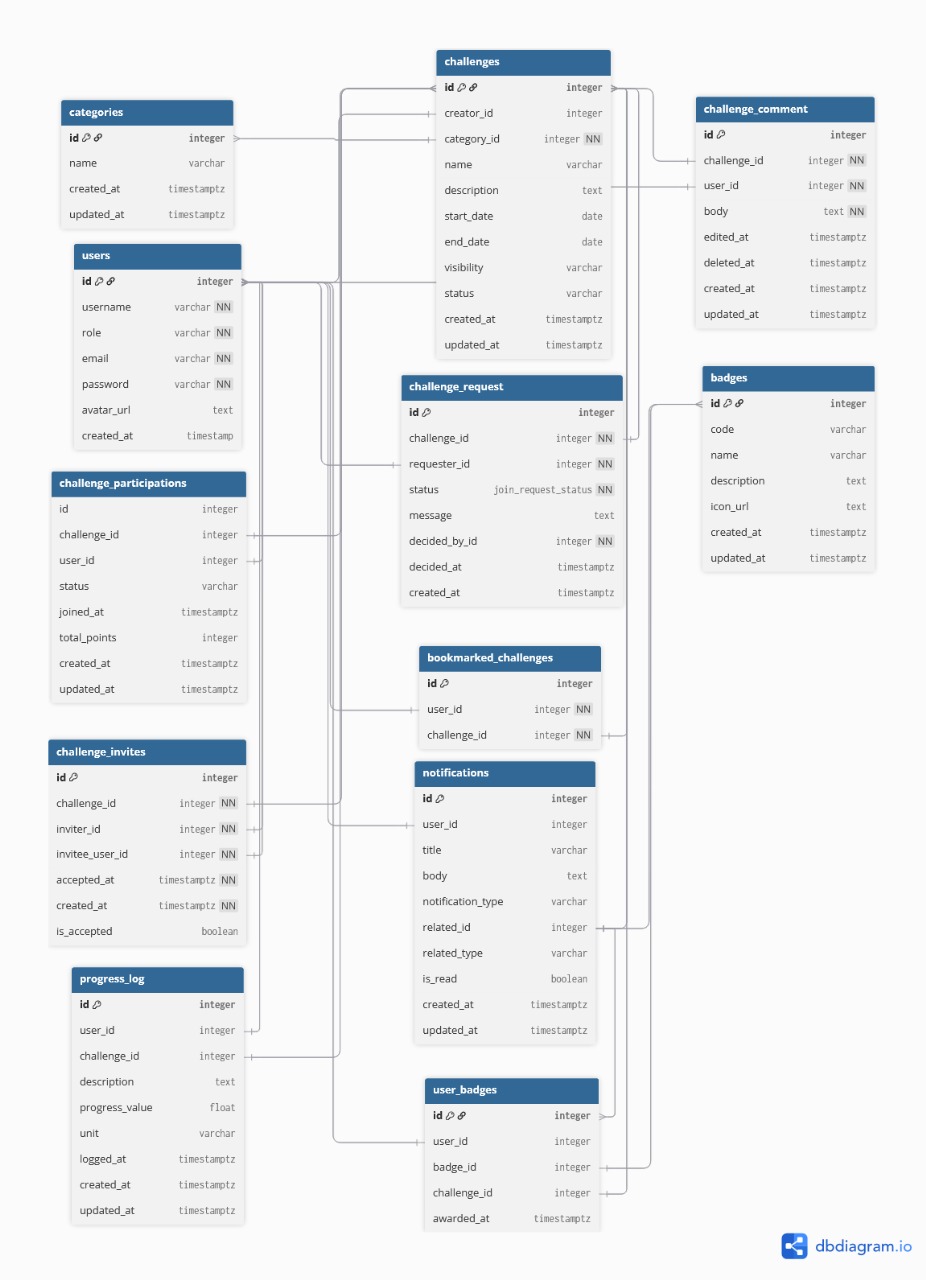 challenges
id integer
creator_id integer
category_id integer NN
name varchar
description text
start_date date
end_date date
visibility varchar
status varchar
created_at timestamptz
updated_at timestamptz
categories
id integer
name varchar
created_at timestamptz
updated_at timestamptz
challenge_comment
id integer
challenge_id integer NN
user_id integer NN
body text NN
edited_at timestamptz
deleted_at timestamptz
created_at timestamptz
updated_at timestamptz
users
id integer
username varchar NN
role varchar NN
email varchar NN
password varchar NN
avatar_url text
created_at timestamp
challenge_request
id integer
challenge_id integer NN
requester_id integer NN
status join_request_status NN
message text
decided_by_id integer NN
decided_at timestamptz
created_at timestamptz
badges
id integer
code varchar
name varchar
description text
icon_url text
created_at timestamptz
updated_at timestamptz
challenge_participations
id integer
challenge_id integer
user_id integer
status varchar
joined_at timestamptz
total_points integer
created_at timestamptz
updated_at timestamptz
bookmarked_challenges
id integer
user_id integer NN
challenge_id integer NN
challenge_invites
id integer
challenge_id integer NN
inviter_id integer NN
invitee_user_id integer NN
accepted_at timestamptz NN
created_at timestamptz NN
is_accepted boolean
notifications
id integer
user_id integer
title varchar
body text
notification_type varchar
related_id integer
related_type varchar
is_read boolean
created_at timestamptz
updated_at timestamptz
progress_log
id integer
user_id integer
challenge_id integer
description text
progress_value float
unit varchar
logged_at timestamptz
created_at timestamptz
updated_at timestamptz
user_badges
id integer
user_id integer
badge_id integer
challenge_id integer
awarded_at timestamptz
dbdiagram.io